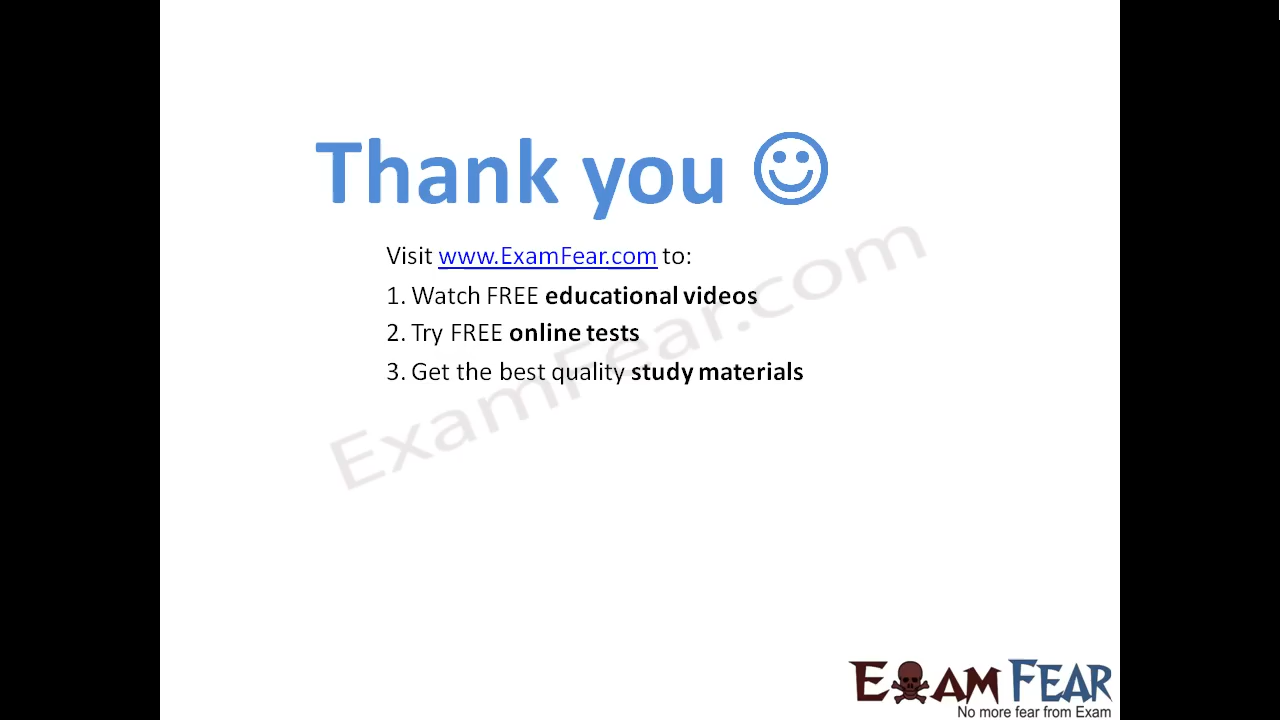 Thank you ☺
Visit www.ExamFear.com to:
1. Watch FREE educational videos
2. Try FREE online tests
3. Get the best quality study materials
ExamFear.com
EXAM FEAR
No more fear from Exam